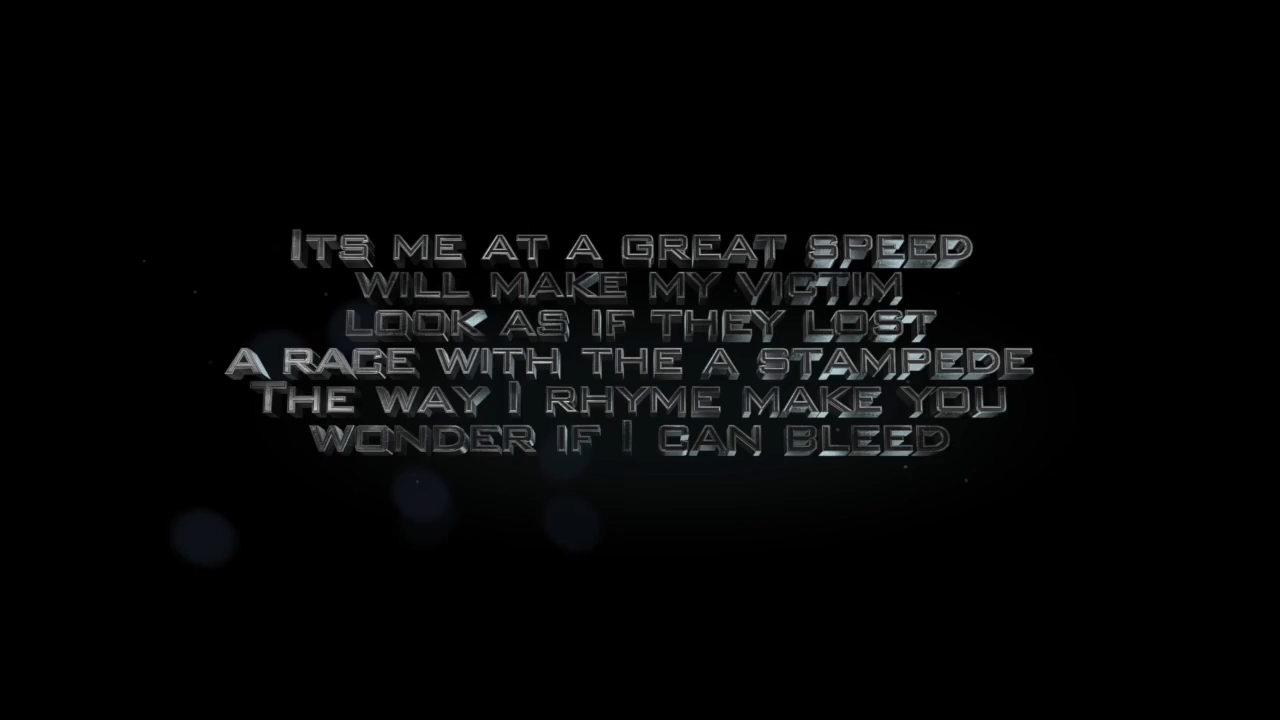 Its me at a great speed
will make my victim
look as if they lost
a race with the a stampede
The way I rhyme make you
wonder if I can bleed